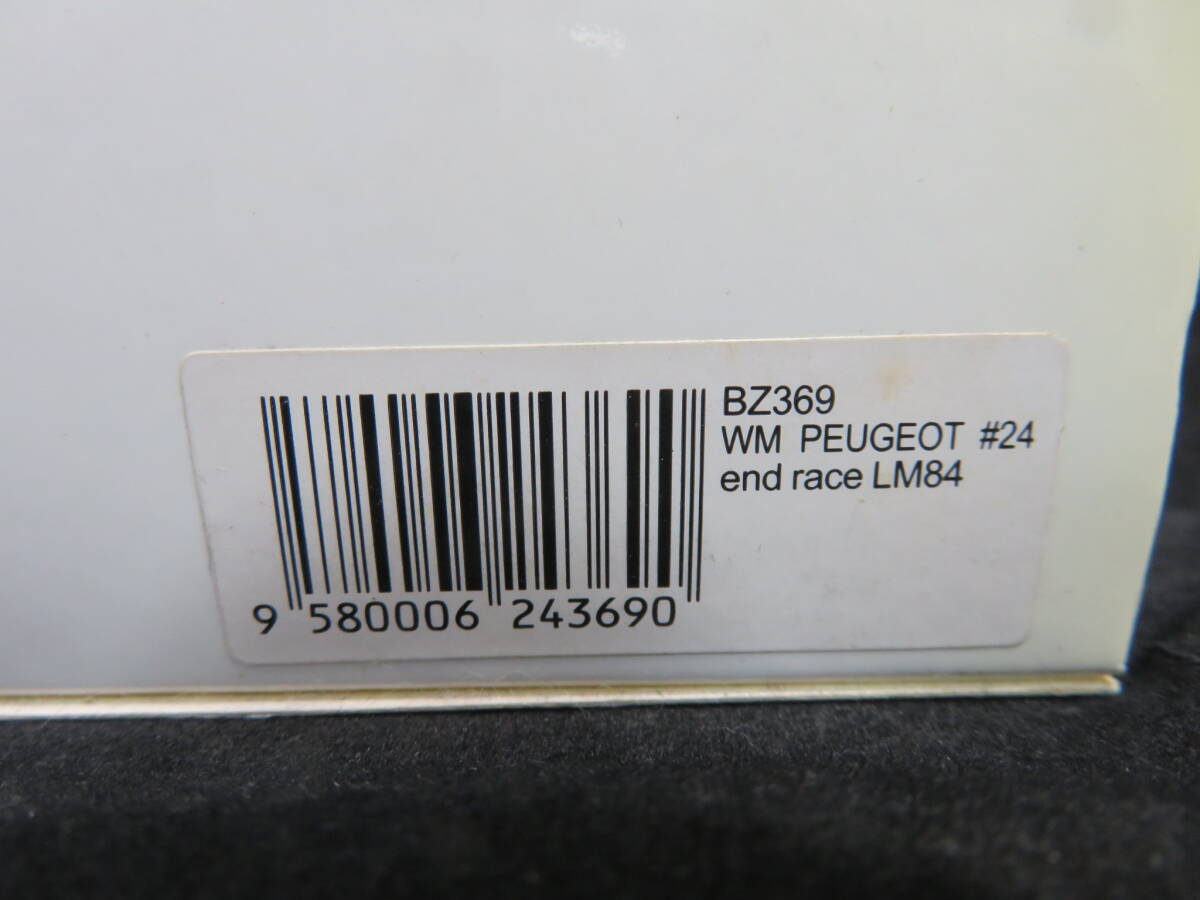 BZ369
WM PEUGEOT #24
end race LM84
9 580006 243690